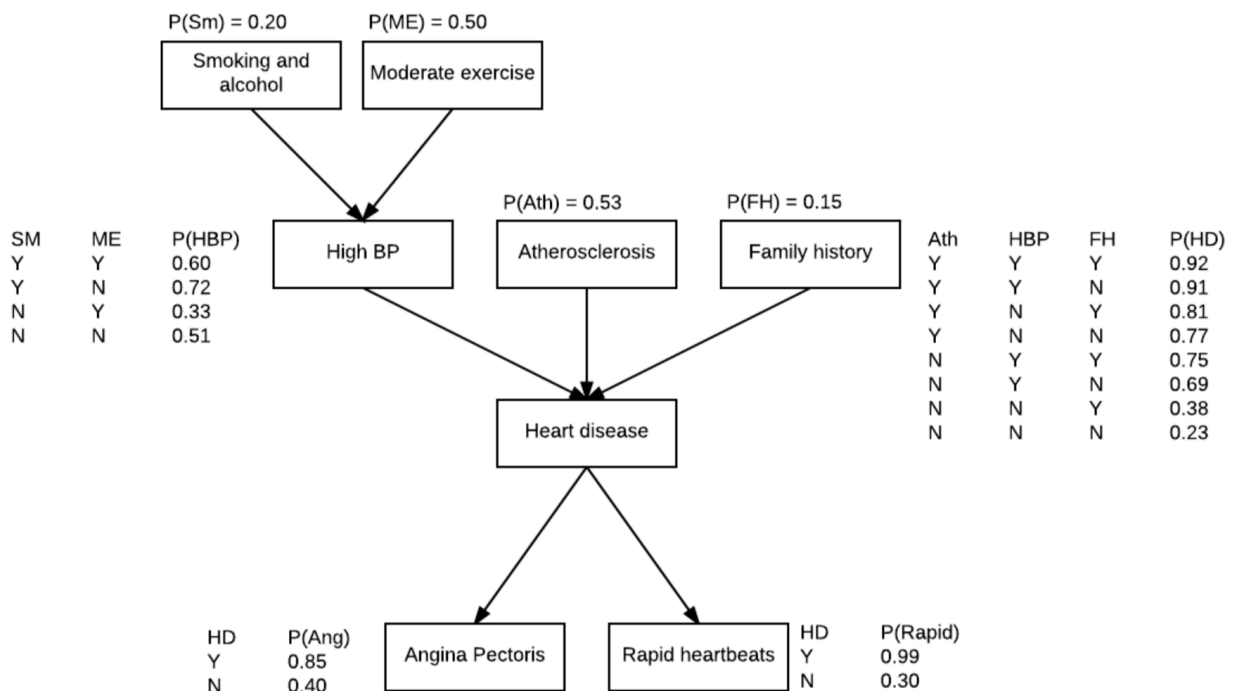 P(Sm) = 0.20
P(ME) = 0.50
Smoking and
alcohol
Moderate exercise
P(Ath) = 0.53
P(FH) = 0.15
SM ME P(HBP)
Y Y 0.60
Y N 0.72
N Y 0.33
N N 0.51
High BP
Atherosclerosis
Family history
Ath HBP FH P(HD)
Y Y Y 0.92
Y Y N 0.91
Y N Y 0.81
Y N N 0.77
N Y Y 0.75
N Y N 0.69
N N Y 0.38
N N N 0.23
Heart disease
HD P(Ang)
Y 0.85
N 0.40
Angina Pectoris
Rapid heartbeats
HD P(Rapid)
Y 0.99
N 0.30